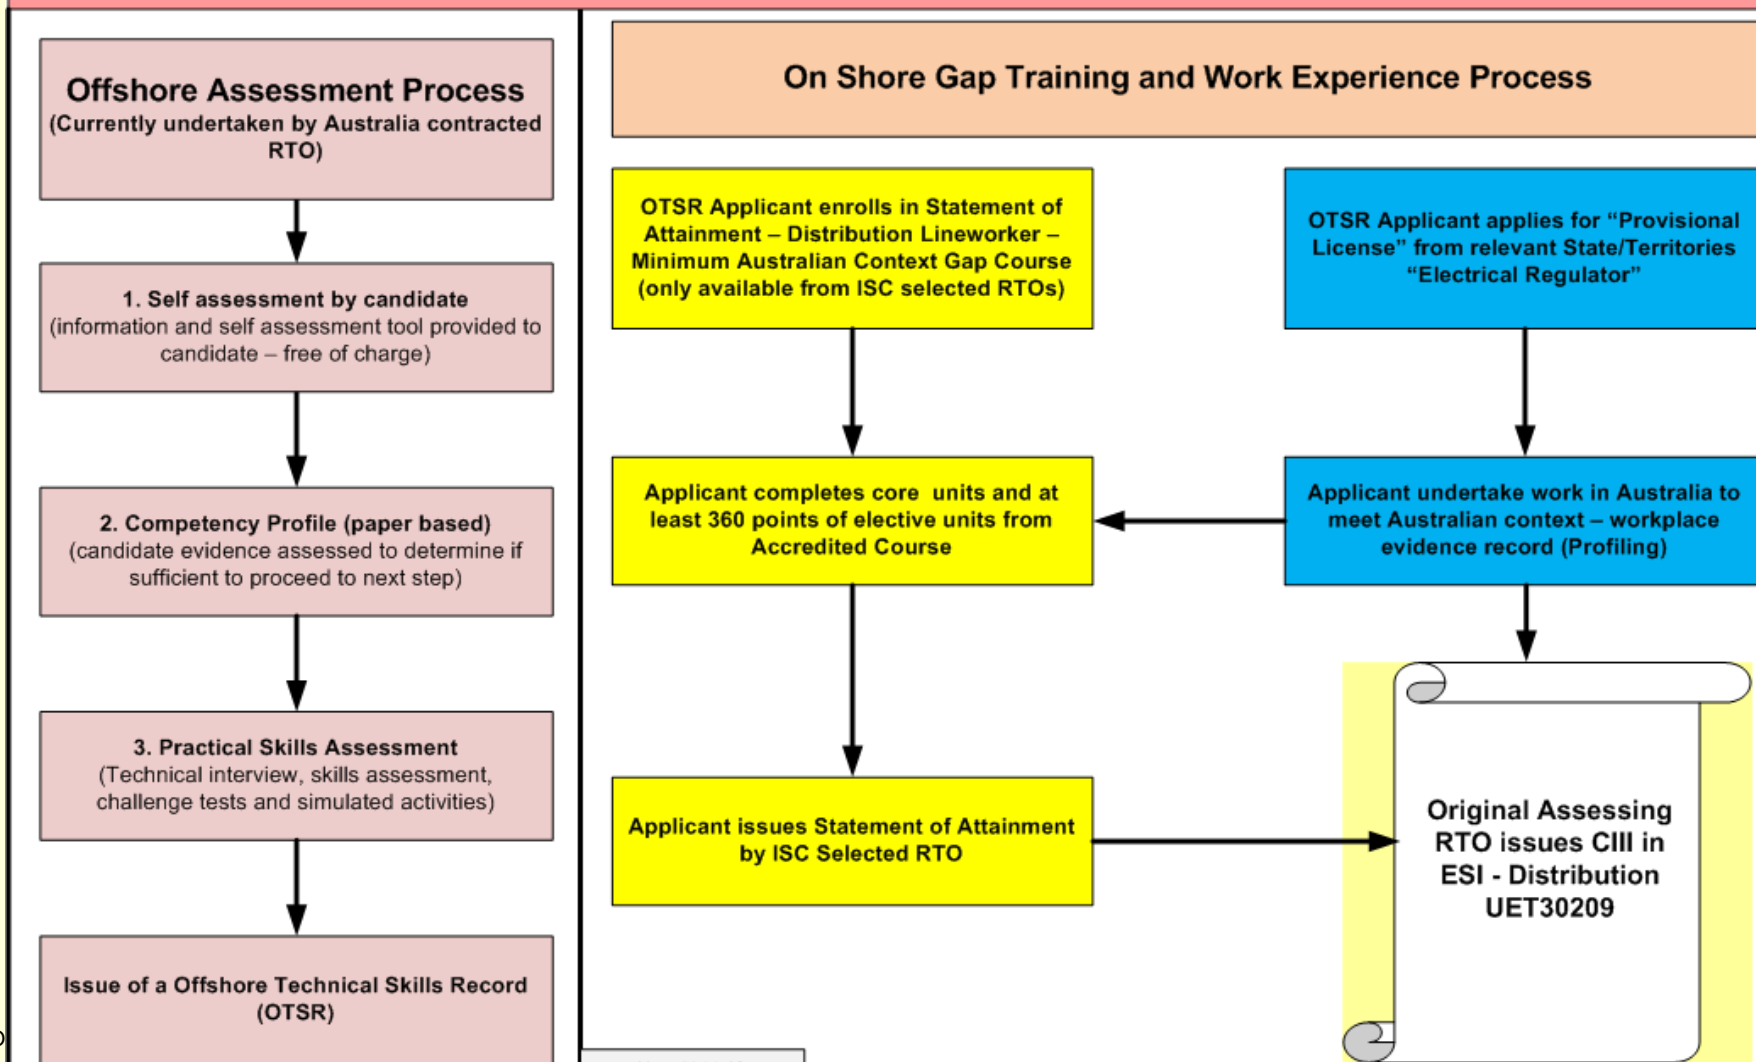 Offshore Assessment Process
(Currently undertaken by Australia contracted
RTO)
1. Self assessment by candidate
(information and self assessment tool provided to
candidate – free of charge)
2. Competency Profile (paper based)
(candidate evidence assessed to determine if
sufficient to proceed to next step)
3. Practical Skills Assessment
(Technical interview, skills assessment,
challenge tests and simulated activities)
Issue of a Offshore Technical Skills Record
(OTSR)
On Shore Gap Training and Work Experience Process
OTSR Applicant enrolls in Statement of
Attainment – Distribution Lineworker –
Minimum Australian Context Gap Course
(only available from ISC selected RTOs)
Applicant completes core units and at
least 360 points of elective units from
Accredited Course
Applicant issues Statement of Attainment
by ISC Selected RTO
OTSR Applicant applies for “Provisional
License” from relevant State/Territories
“Electrical Regulator”
Applicant undertake work in Australia to
meet Australian context – workplace
evidence record (Profiling)
Original Assessing
RTO issues CIII in
ESI - Distribution
UET30209